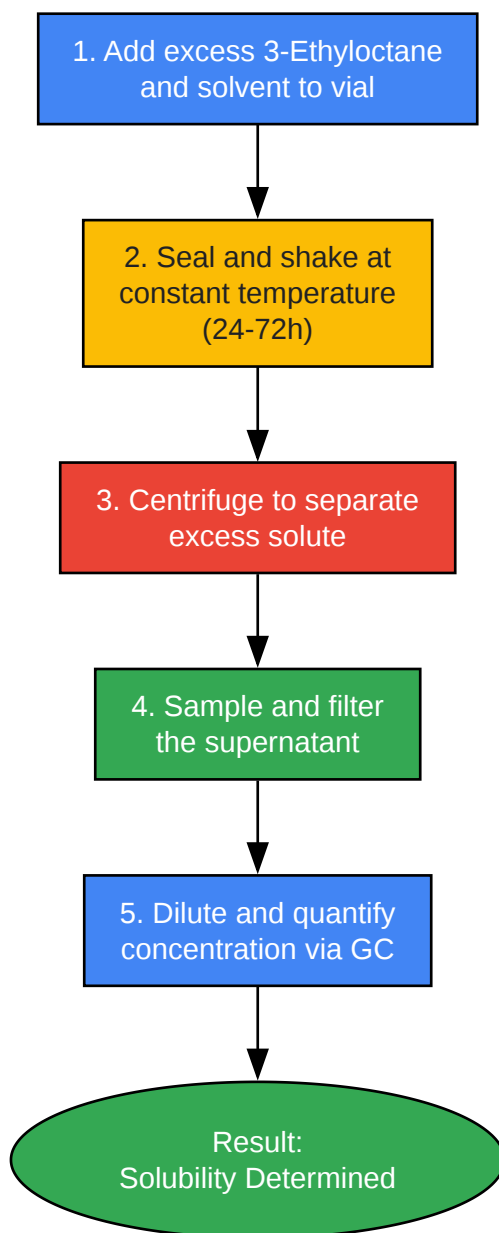 1. Add excess 3-Ethyloctane
and solvent to vial
2. Seal and shake at
constant temperature
(24-72h)
3. Centrifuge to separate
excess solute
4. Sample and filter
the supernatant
5. Dilute and quantify
concentration via GC
Result:
Solubility Determined